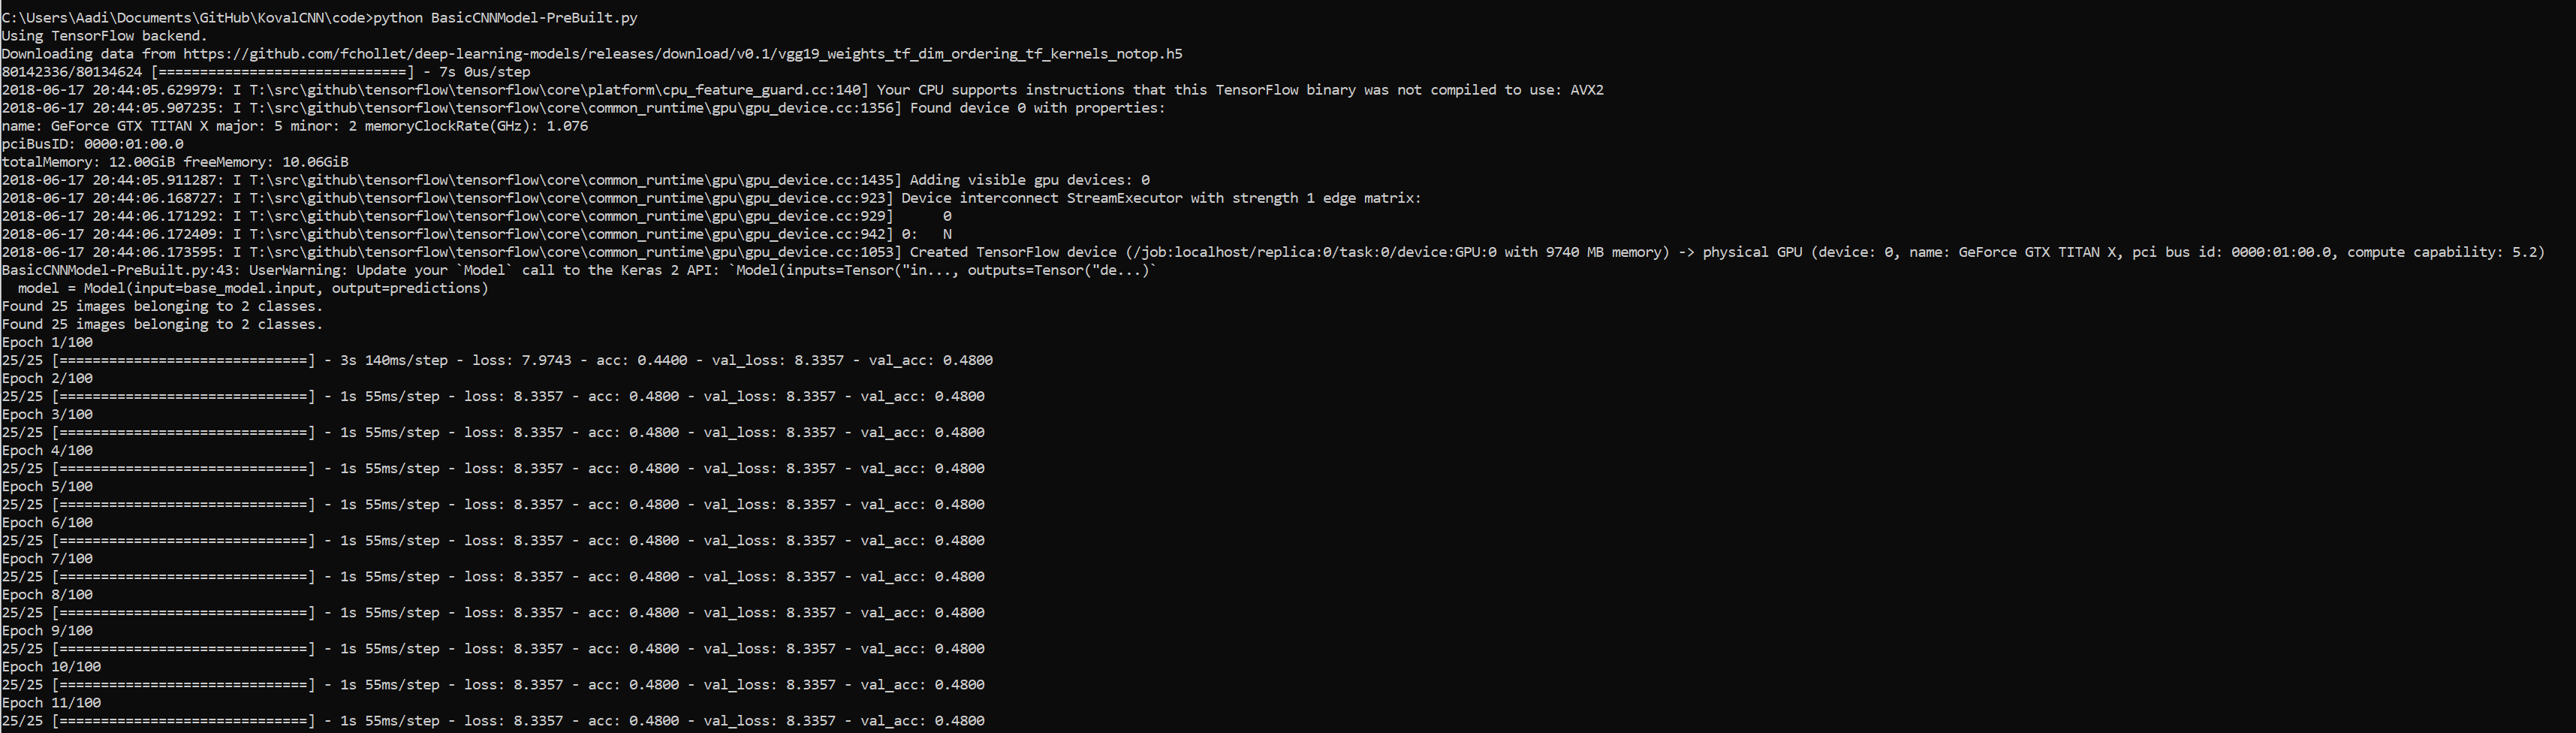 C:\Users\Aadi\Documents\GitHub\KovalCNN\code>python BasicCNNModel-PreBuilt.py
Using TensorFlow backend.
Downloading data from https://github.com/fchollet/deep-learning-models/releases/download/v0.1/vgg19_weights_tf_dim_ordering_tf_kernels_notop.h5
80142336/80134624 [==============================] - 7s 0us/step
2018-06-17 20:44:05.629979: I T:\src\github\tensorflow\tensorflow\core\platform\cpu_feature_guard.cc:140] Your CPU supports instructions that this TensorFlow binary was not compiled to use: AVX2
2018-06-17 20:44:05.907235: I T:\src\github\tensorflow\tensorflow\core\common_runtime\gpu\gpu_device.cc:1356] Found device 0 with properties:
name: GeForce GTX TITAN X major: 5 minor: 2 memoryClockRate(GHz): 1.076
pciBusID: 0000:01:00.0
totalMemory: 12.00GiB freeMemory: 10.06GiB
2018-06-17 20:44:05.911287: I T:\src\github\tensorflow\tensorflow\core\common_runtime\gpu\gpu_device.cc:1435] Adding visible gpu devices: 0
2018-06-17 20:44:06.168727: I T:\src\github\tensorflow\tensorflow\core\common_runtime\gpu\gpu_device.cc:923] Device interconnect StreamExecutor with strength 1 edge matrix:
2018-06-17 20:44:06.171292: I T:\src\github\tensorflow\tensorflow\core\common_runtime\gpu\gpu_device.cc:929]      0
2018-06-17 20:44:06.172409: I T:\src\github\tensorflow\tensorflow\core\common_runtime\gpu\gpu_device.cc:942] 0:   N
2018-06-17 20:44:06.173595: I T:\src\github\tensorflow\tensorflow\core\common_runtime\gpu\gpu_device.cc:1053] Created TensorFlow device (/job:localhost/replica:0/task:0/device:GPU:0 with 9740 MB memory) -> physical GPU (device: 0, name: GeForce GTX TITAN X, pci bus id: 0000:01:00.0, compute capability: 5.2)
BasicCNNModel-PreBuilt.py:43: UserWarning: Update your `Model` call to the Keras 2 API: `Model(inputs=Tensor("in..., outputs=Tensor("de...)`
  model = Model(input=base_model.input, output=predictions)
Found 25 images belonging to 2 classes.
Found 25 images belonging to 2 classes.
Epoch 1/100
25/25 [==============================] - 3s 140ms/step - loss: 7.9743 - acc: 0.4400 - val_loss: 8.3357 - val_acc: 0.4800
Epoch 2/100
25/25 [==============================] - 1s 55ms/step - loss: 8.3357 - acc: 0.4800 - val_loss: 8.3357 - val_acc: 0.4800
Epoch 3/100
25/25 [==============================] - 1s 55ms/step - loss: 8.3357 - acc: 0.4800 - val_loss: 8.3357 - val_acc: 0.4800
Epoch 4/100
25/25 [==============================] - 1s 55ms/step - loss: 8.3357 - acc: 0.4800 - val_loss: 8.3357 - val_acc: 0.4800
Epoch 5/100
25/25 [==============================] - 1s 55ms/step - loss: 8.3357 - acc: 0.4800 - val_loss: 8.3357 - val_acc: 0.4800
Epoch 6/100
25/25 [==============================] - 1s 55ms/step - loss: 8.3357 - acc: 0.4800 - val_loss: 8.3357 - val_acc: 0.4800
Epoch 7/100
25/25 [==============================] - 1s 55ms/step - loss: 8.3357 - acc: 0.4800 - val_loss: 8.3357 - val_acc: 0.4800
Epoch 8/100
25/25 [==============================] - 1s 55ms/step - loss: 8.3357 - acc: 0.4800 - val_loss: 8.3357 - val_acc: 0.4800
Epoch 9/100
25/25 [==============================] - 1s 55ms/step - loss: 8.3357 - acc: 0.4800 - val_loss: 8.3357 - val_acc: 0.4800
Epoch 10/100
25/25 [==============================] - 1s 55ms/step - loss: 8.3357 - acc: 0.4800 - val_loss: 8.3357 - val_acc: 0.4800
Epoch 11/100
25/25 [==============================] - 1s 55ms/step - loss: 8.3357 - acc: 0.4800 - val_loss: 8.3357 - val_acc: 0.4800